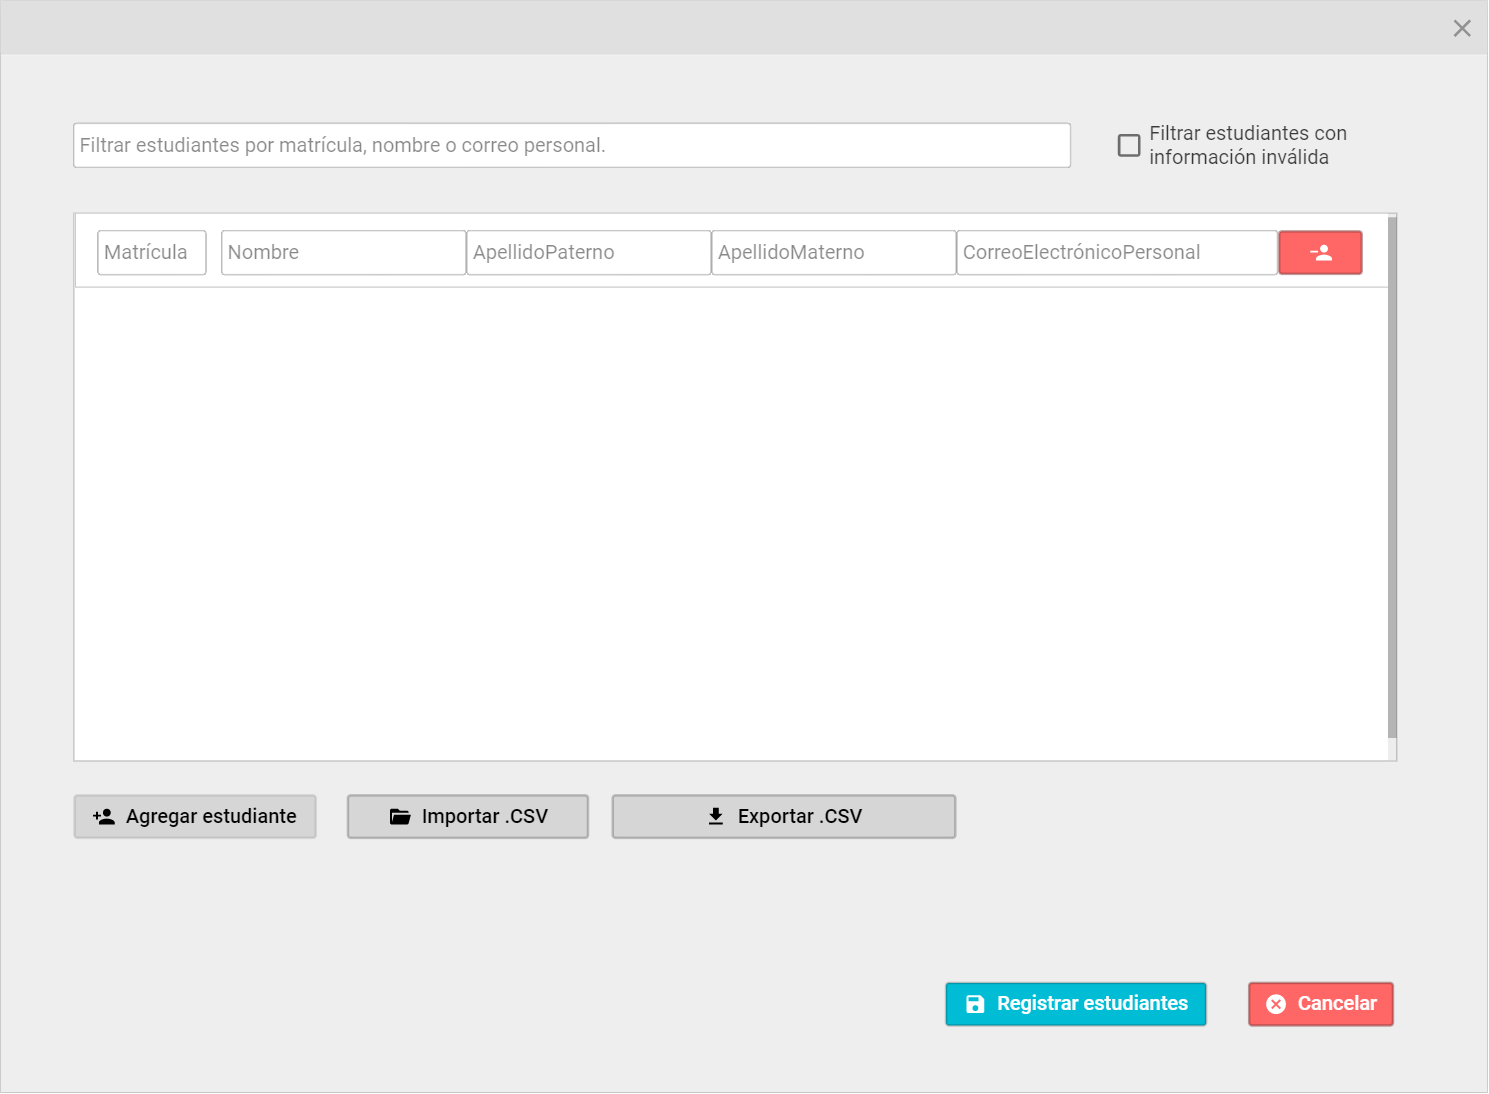 Filtrar estudiantes por matrícula, nombre o correo personal.
Filtrar estudiantes con
información inválida
Matrícula Nombre ApellidoPaterno ApellidoMaterno CorreoElectrónicoPersonal
Agregar estudiante Importar .CSV Exportar .CSV
Registrar estudiantes Cancelar